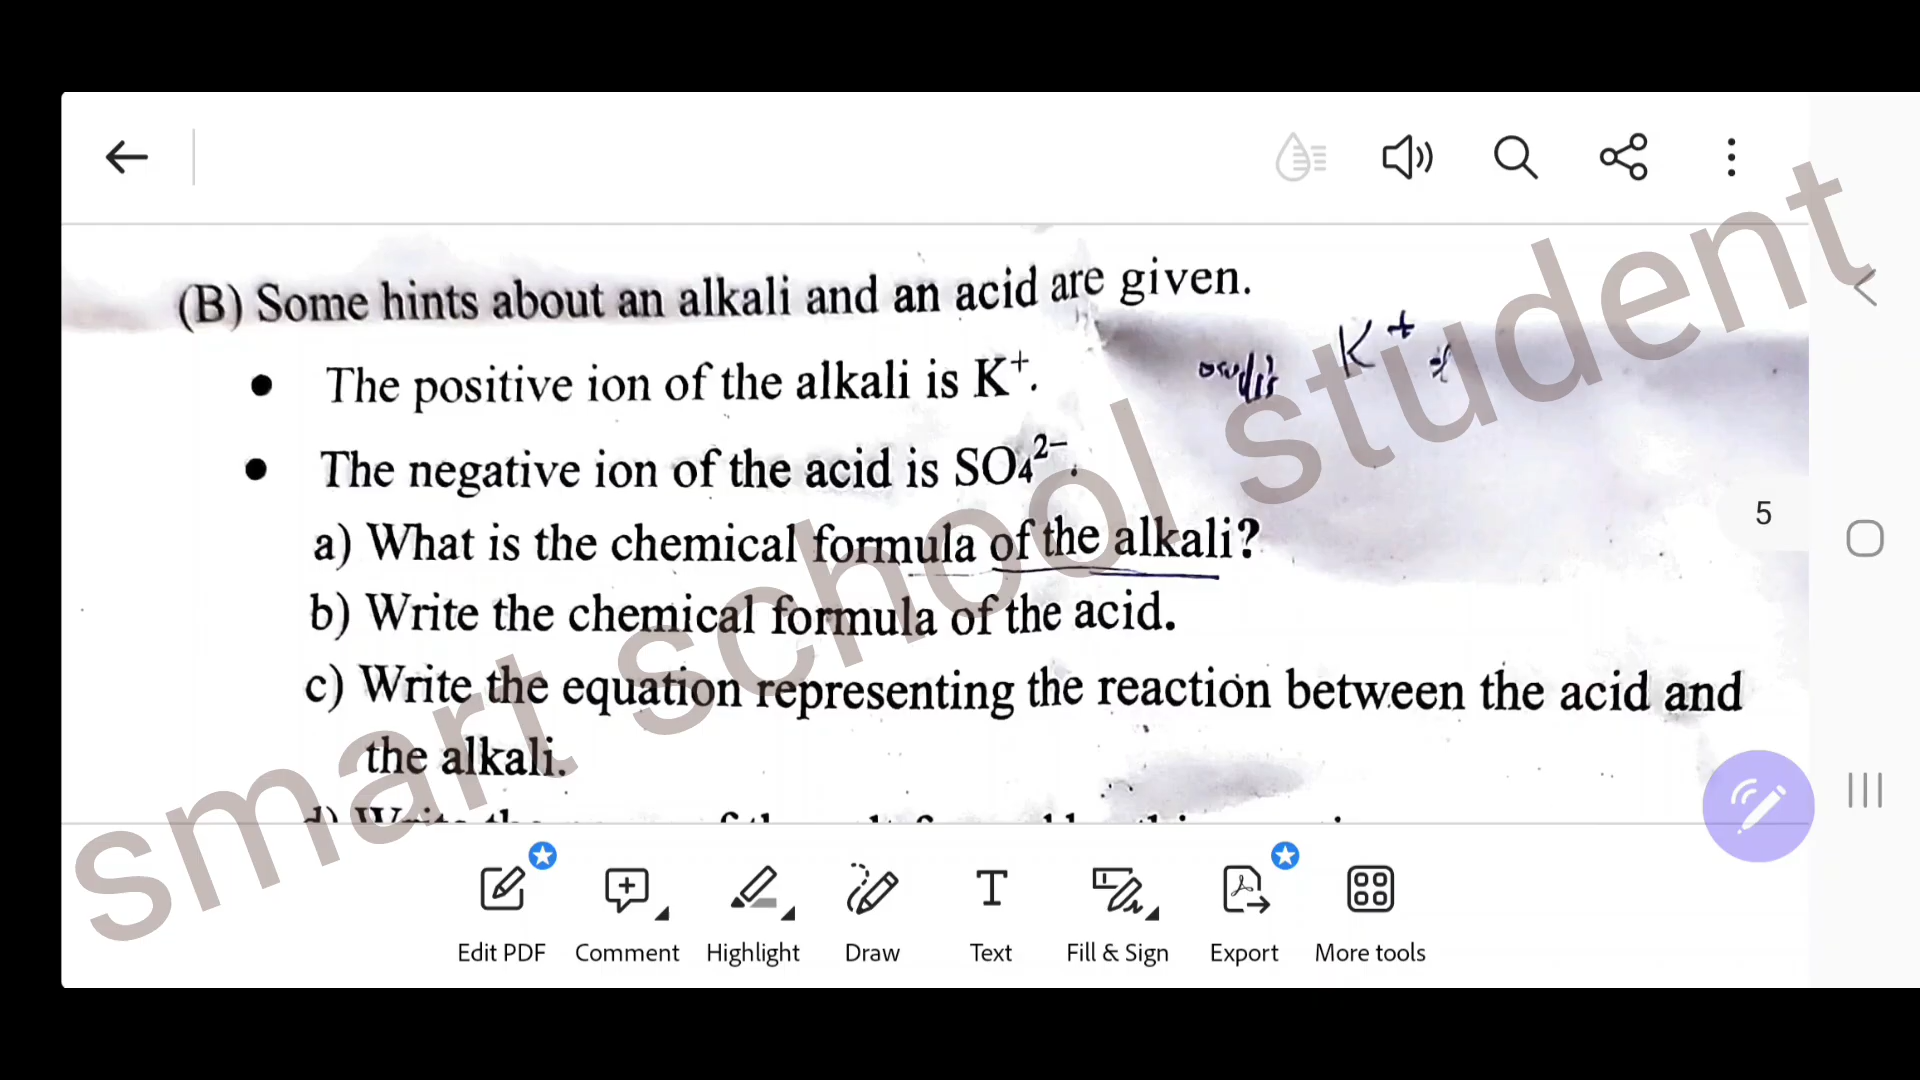 (B) Some hints about an alkali and an acid are given.
K⁺
● The positive ion of the alkali is K⁺.
● The negative ion of the acid is SO₄²⁻.
a) What is the chemical formula of the alkali?
b) Write the chemical formula of the acid.
c) Write the equation representing the reaction between the acid and
the alkali.
smart school student
5
Edit PDF Comment Highlight Draw T Text Fill & Sign Export More tools